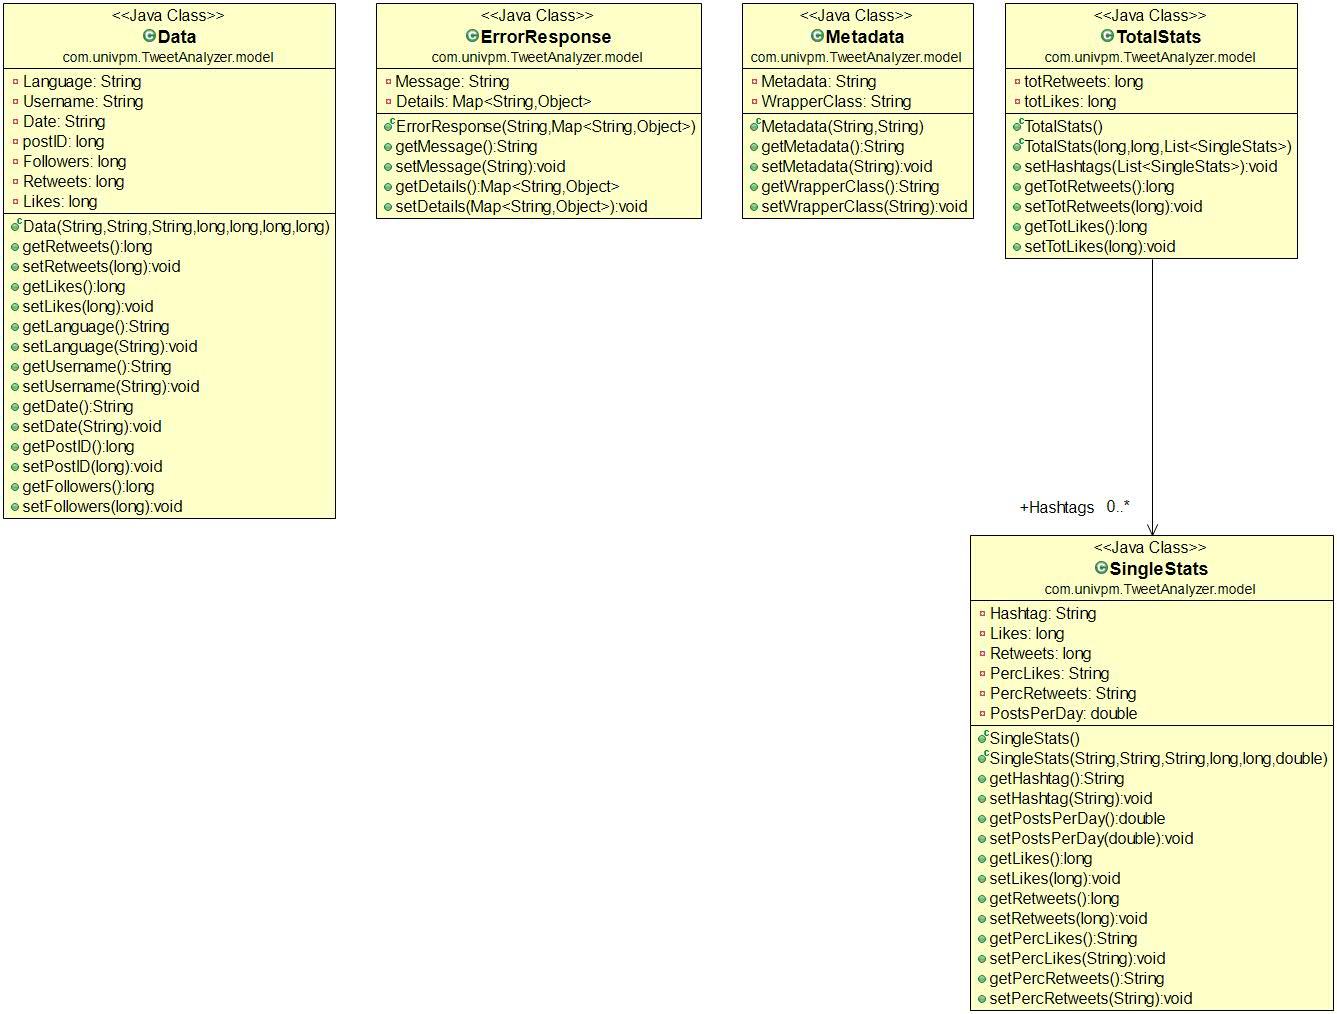 <<Java Class>>
Data
com.univpm.TweetAnalyzer.model
Language: String
Username: String
Date: String
postID: long
Followers: long
Retweets: long
Likes: long
Data(String,String,String,long,long,long,long)
getRetweets():long
setRetweets(long):void
getLikes():long
setLikes(long):void
getLanguage():String
setLanguage(String):void
getUsername():String
setUsername(String):void
getDate():String
setDate(String):void
getPostID():long
setPostID(long):void
getFollowers():long
setFollowers(long):void
<<Java Class>>
ErrorResponse
com.univpm.TweetAnalyzer.model
Message: String
Details: Map<String,Object>
ErrorResponse(String,Map<String,Object>)
getMessage():String
setMessage(String):void
getDetails():Map<String,Object>
setDetails(Map<String,Object>):void
<<Java Class>>
Metadata
com.univpm.TweetAnalyzer.model
Metadata: String
WrapperClass: String
Metadata(String,String)
getMetadata():String
setMetadata(String):void
getWrapperClass():String
setWrapperClass(String):void
<<Java Class>>
TotalStats
com.univpm.TweetAnalyzer.model
totRetweets: long
totLikes: long
TotalStats()
TotalStats(long,long,List<SingleStats>)
setHashtags(List<SingleStats>):void
getTotRetweets():long
setTotRetweets(long):void
getTotLikes():long
setTotLikes(long):void
+Hashtags 0..*
<<Java Class>>
SingleStats
com.univpm.TweetAnalyzer.model
Hashtag: String
Likes: long
Retweets: long
PercLikes: String
PercRetweets: String
PostsPerDay: double
SingleStats()
SingleStats(String,String,String,long,long,double)
getHashtag():String
setHashtag(String):void
getPostsPerDay():double
setPostsPerDay(double):void
getLikes():long
setLikes(long):void
getRetweets():long
setRetweets(long):void
getPercLikes():String
setPercLikes(String):void
getPercRetweets():String
setPercRetweets(String):void